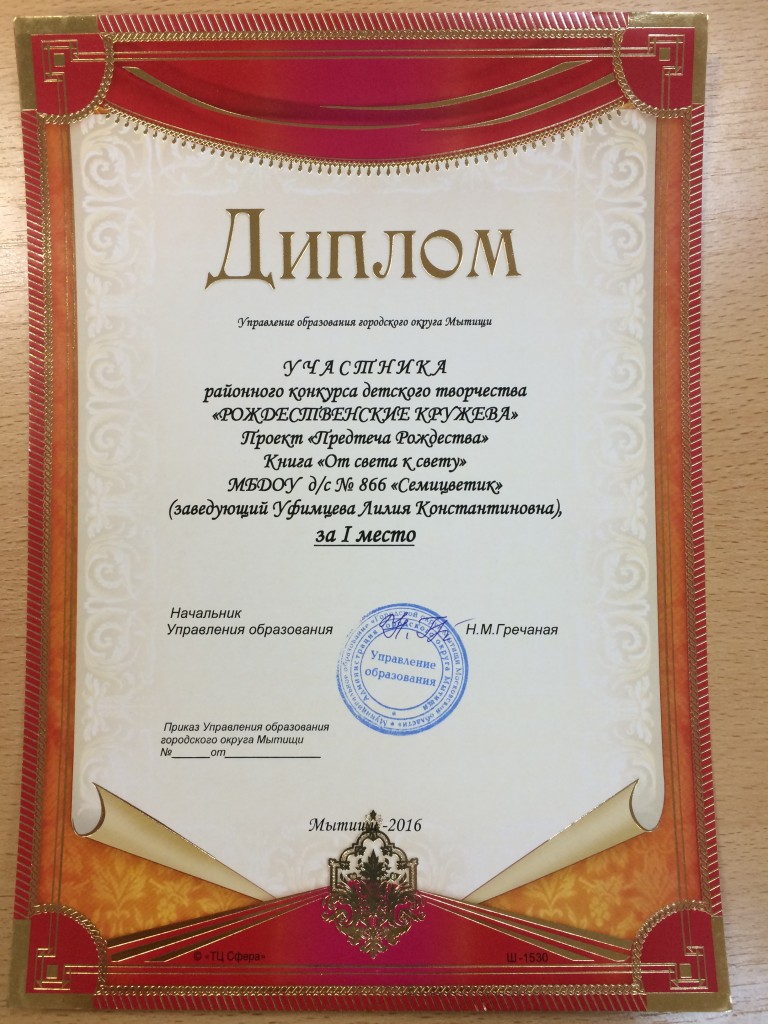 Диплом
Управление образования городского округа Мытищи
УЧАСТНИКА
районного конкурса детского творчества
«РОЖДЕСТВЕНСКИЕ КРУЖЕВА»
Проект «Предтеча Рождества»
Книга «От света к свету»
МБДОУ д/с № 866 «Семицветик»
(заведующий Уфимцева Лилия Константиновна),
за I место
Начальник
Управления образования
Н.М.Гречаная
Управление
образования
Приказ Управления образования
городского округа Мытищи
№_______от_________________
Мытищи-2016
© «ТЦ Сфера»
Ш-1530